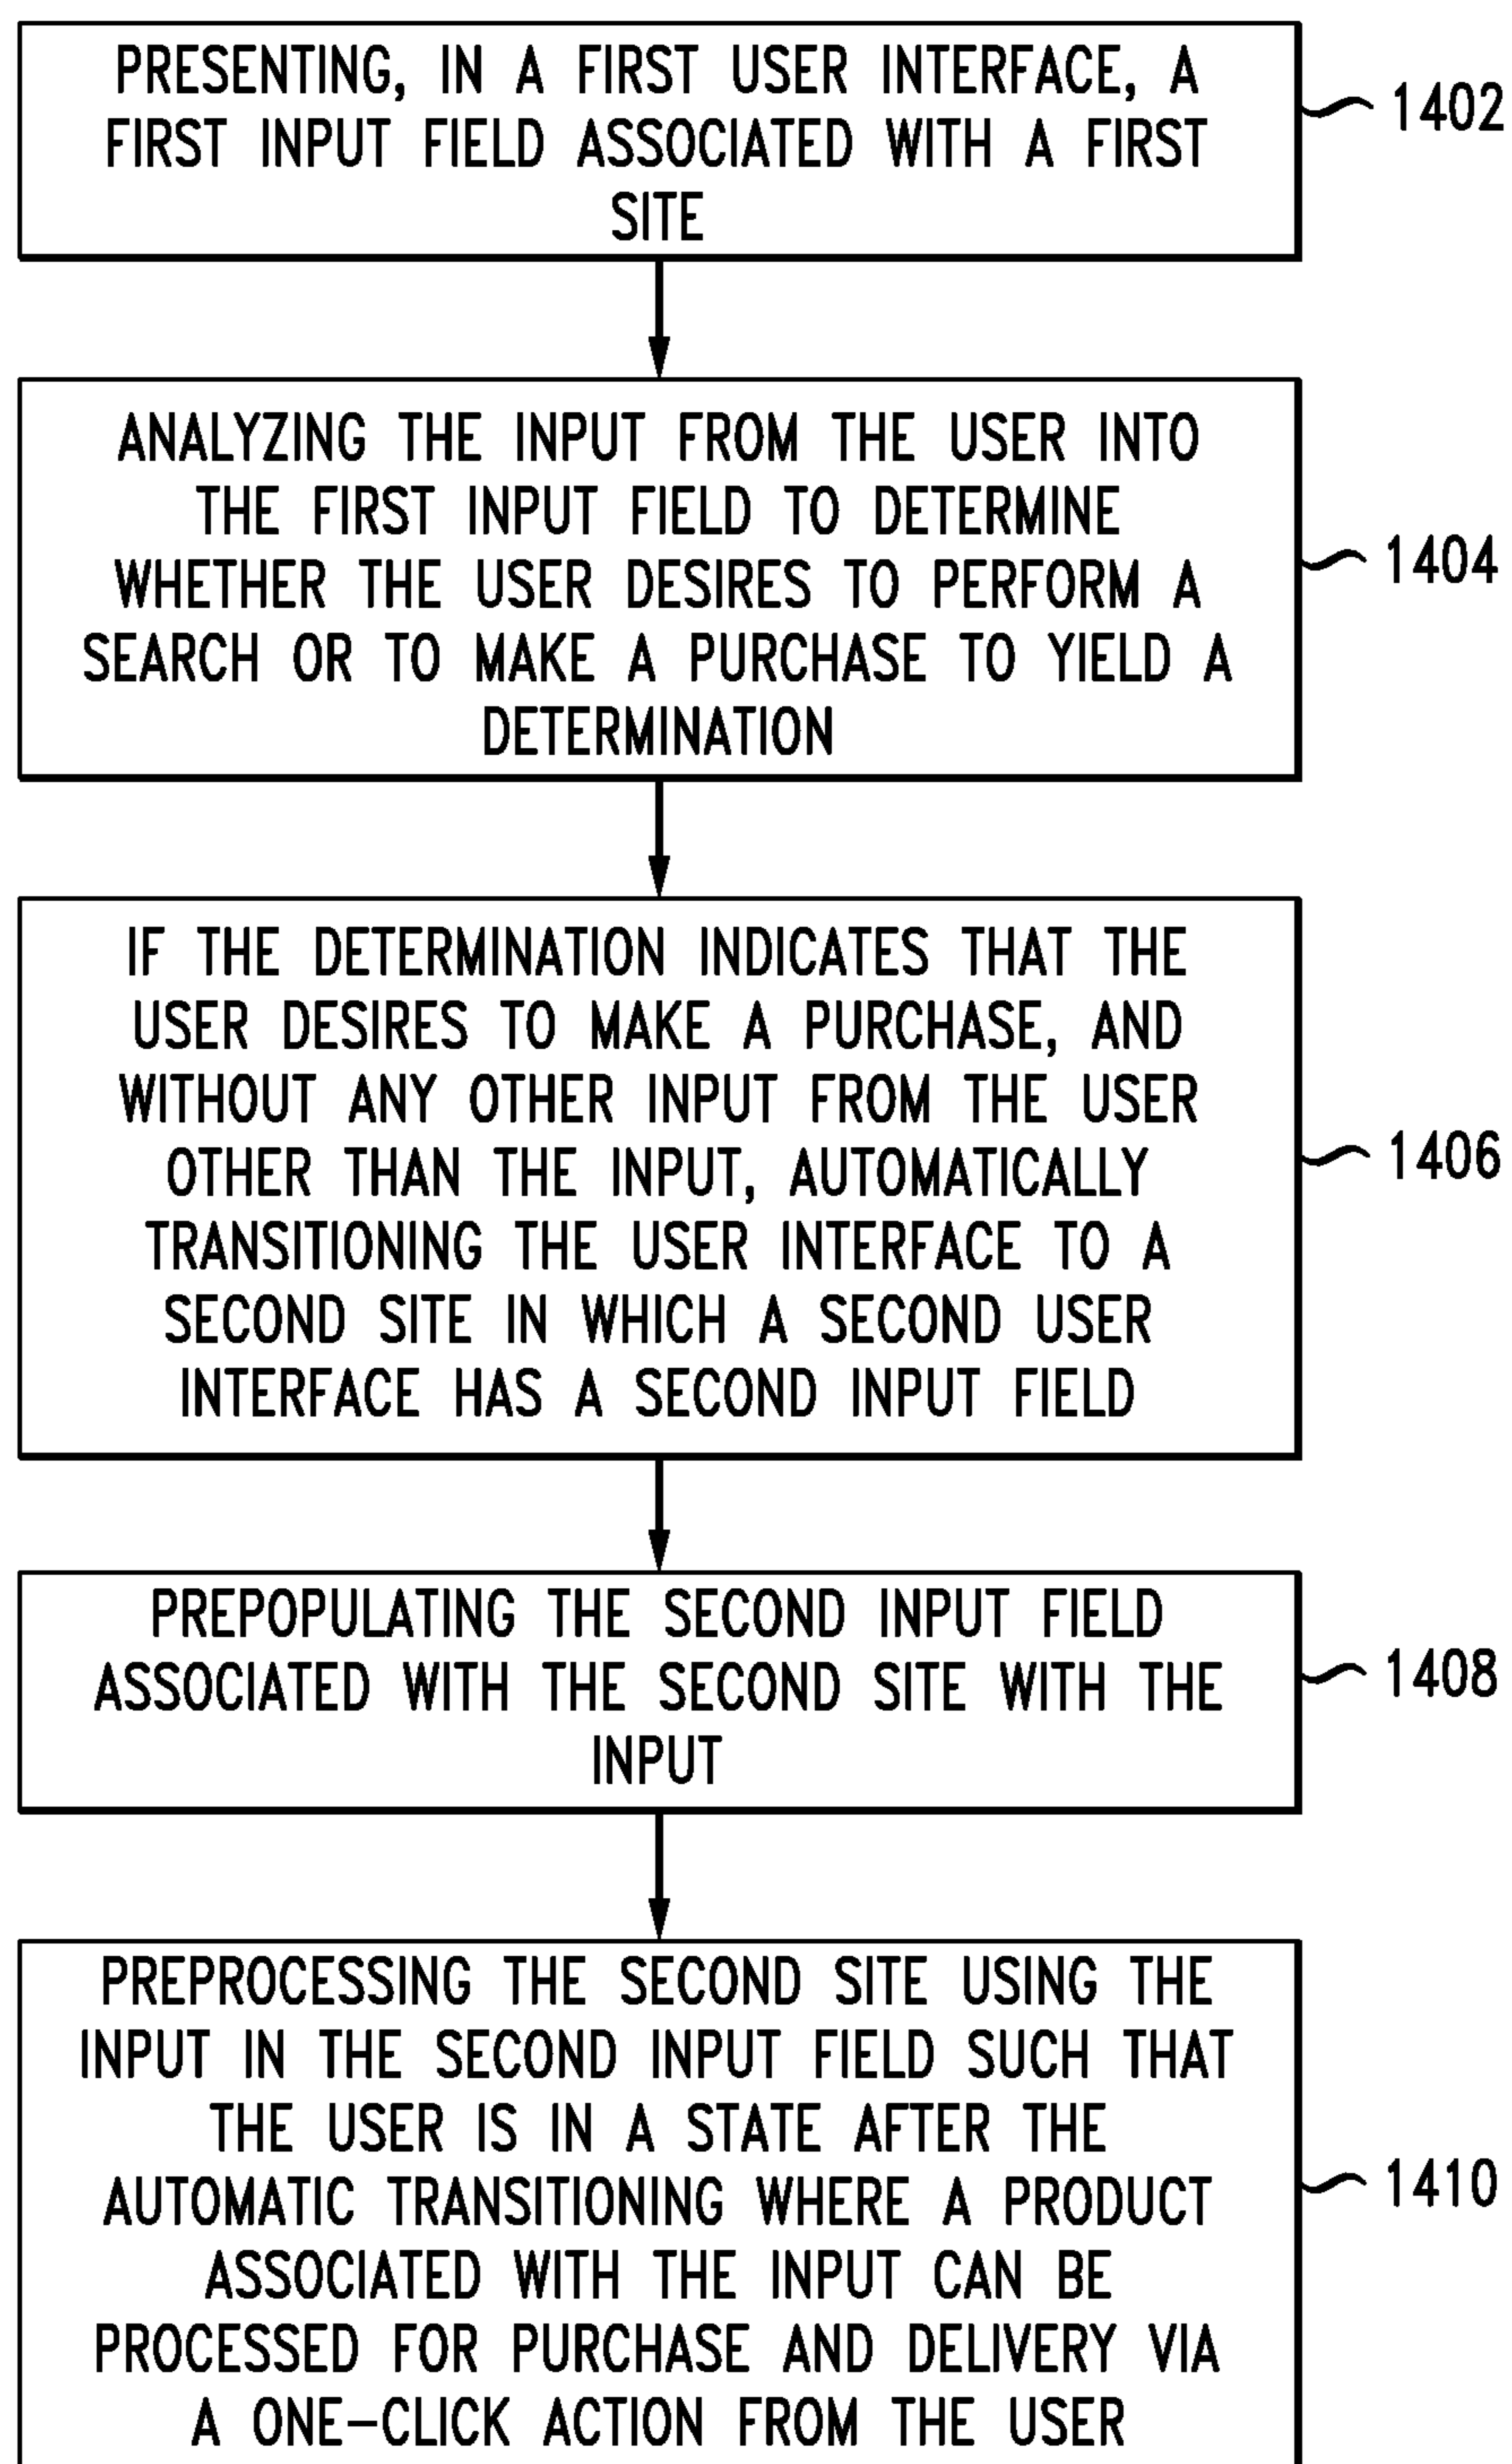 PRESENTING, IN A FIRST USER INTERFACE, A
FIRST INPUT FIELD ASSOCIATED WITH A FIRST
SITE
1402
ANALYZING THE INPUT FROM THE USER INTO
THE FIRST INPUT FIELD TO DETERMINE
WHETHER THE USER DESIRES TO PERFORM A
SEARCH OR TO MAKE A PURCHASE TO YIELD A
DETERMINATION
1404
IF THE DETERMINATION INDICATES THAT THE
USER DESIRES TO MAKE A PURCHASE, AND
WITHOUT ANY OTHER INPUT FROM THE USER
OTHER THAN THE INPUT, AUTOMATICALLY
TRANSITIONING THE USER INTERFACE TO A
SECOND SITE IN WHICH A SECOND USER
INTERFACE HAS A SECOND INPUT FIELD
1406
PREPOPULATING THE SECOND INPUT FIELD
ASSOCIATED WITH THE SECOND SITE WITH THE
INPUT
1408
PREPROCESSING THE SECOND SITE USING THE
INPUT IN THE SECOND INPUT FIELD SUCH THAT
THE USER IS IN A STATE AFTER THE
AUTOMATIC TRANSITIONING WHERE A PRODUCT
ASSOCIATED WITH THE INPUT CAN BE
PROCESSED FOR PURCHASE AND DELIVERY VIA
A ONE-CLICK ACTION FROM THE USER
1410